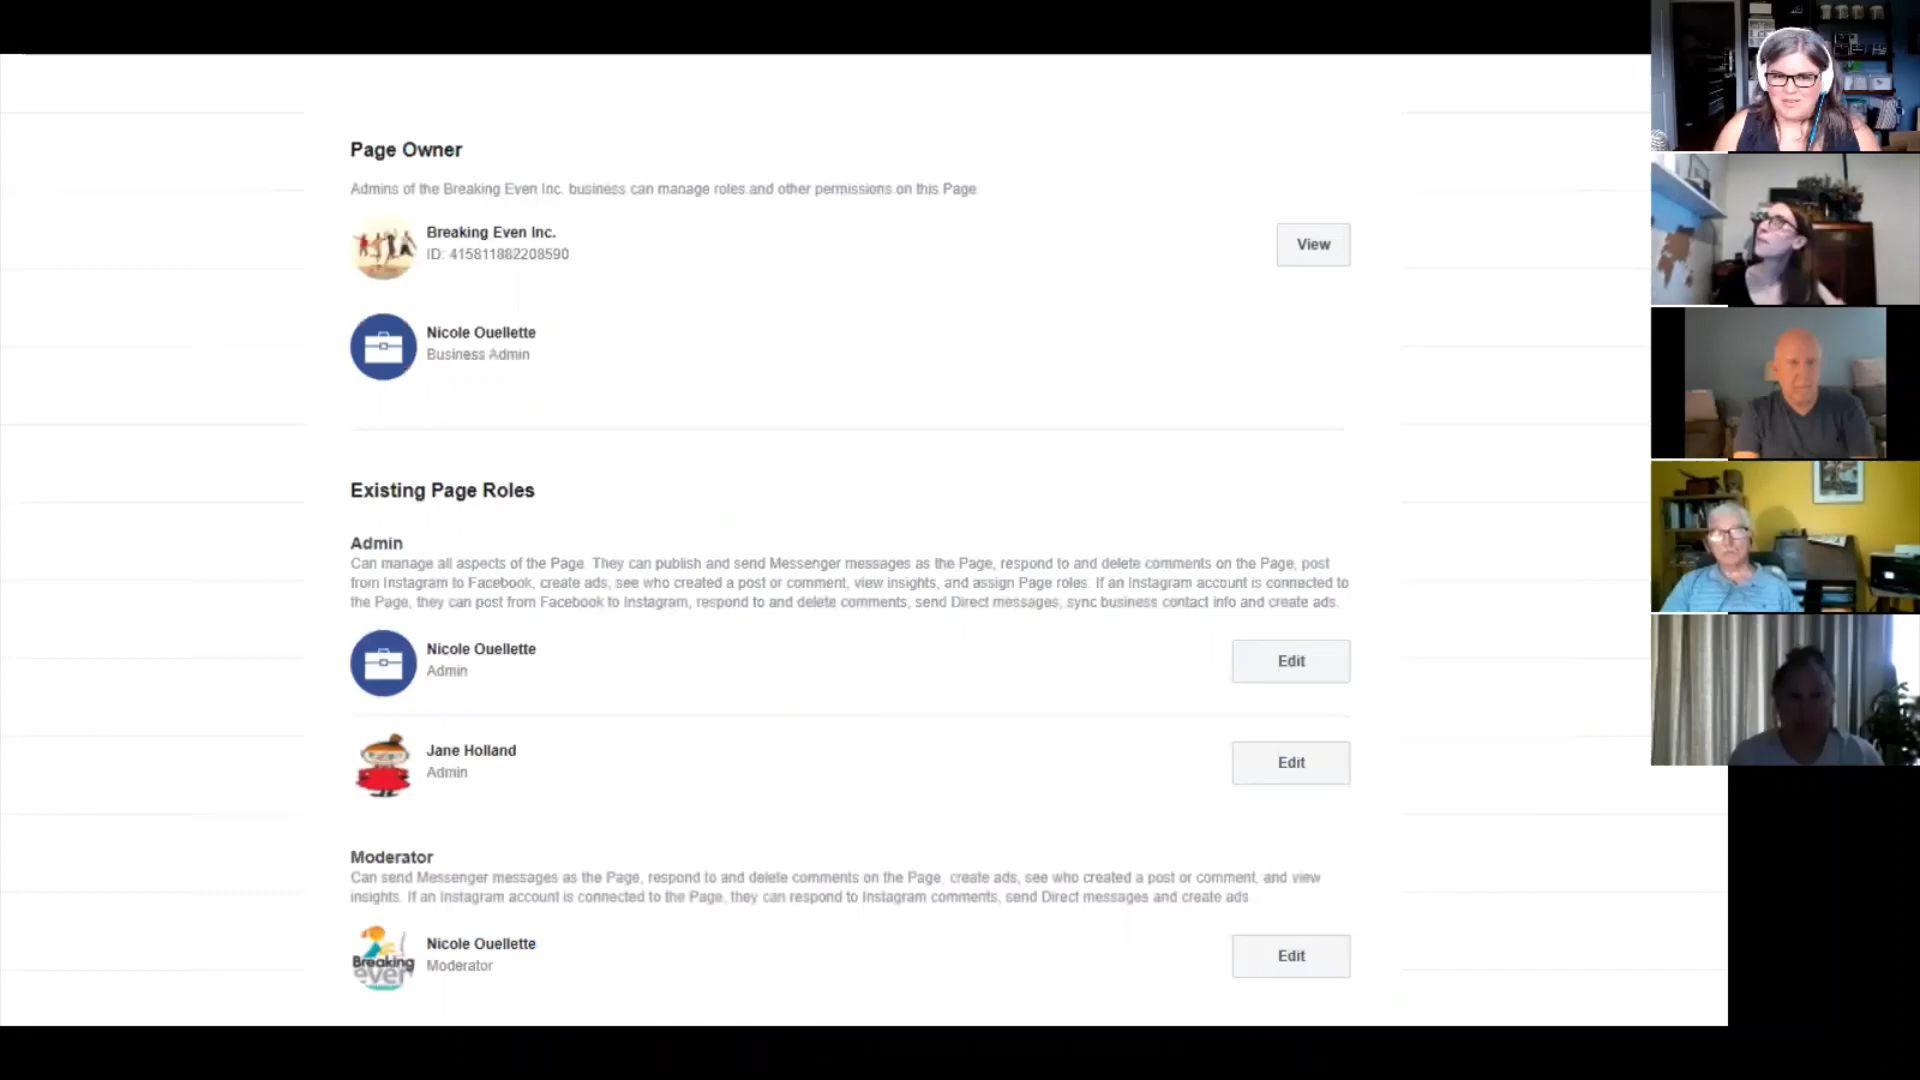 Page Owner
Admins of the Breaking Even Inc. business can manage roles and other permissions on this Page
Breaking Even Inc.
ID: 415811882208590
View
Nicole Ouellette
Business Admin
Existing Page Roles
Admin
Can manage all aspects of the Page. They can publish and send Messenger messages as the Page, respond to and delete comments on the Page, post
from Instagram to Facebook, create ads, see who created a post or comment, view insights, and assign Page roles. If an Instagram account is connected to
the Page, they can post from Facebook to Instagram, respond to and delete comments, send Direct messages, sync business contact info and create ads.
Nicole Ouellette
Admin
Edit
Jane Holland
Admin
Edit
Moderator
Can send Messenger messages as the Page, respond to and delete comments on the Page, create ads, see who created a post or comment, and view
insights. If an Instagram account is connected to the Page, they can respond to Instagram comments, send Direct messages and create ads
Breaking
even
Nicole Ouellette
Moderator
Edit